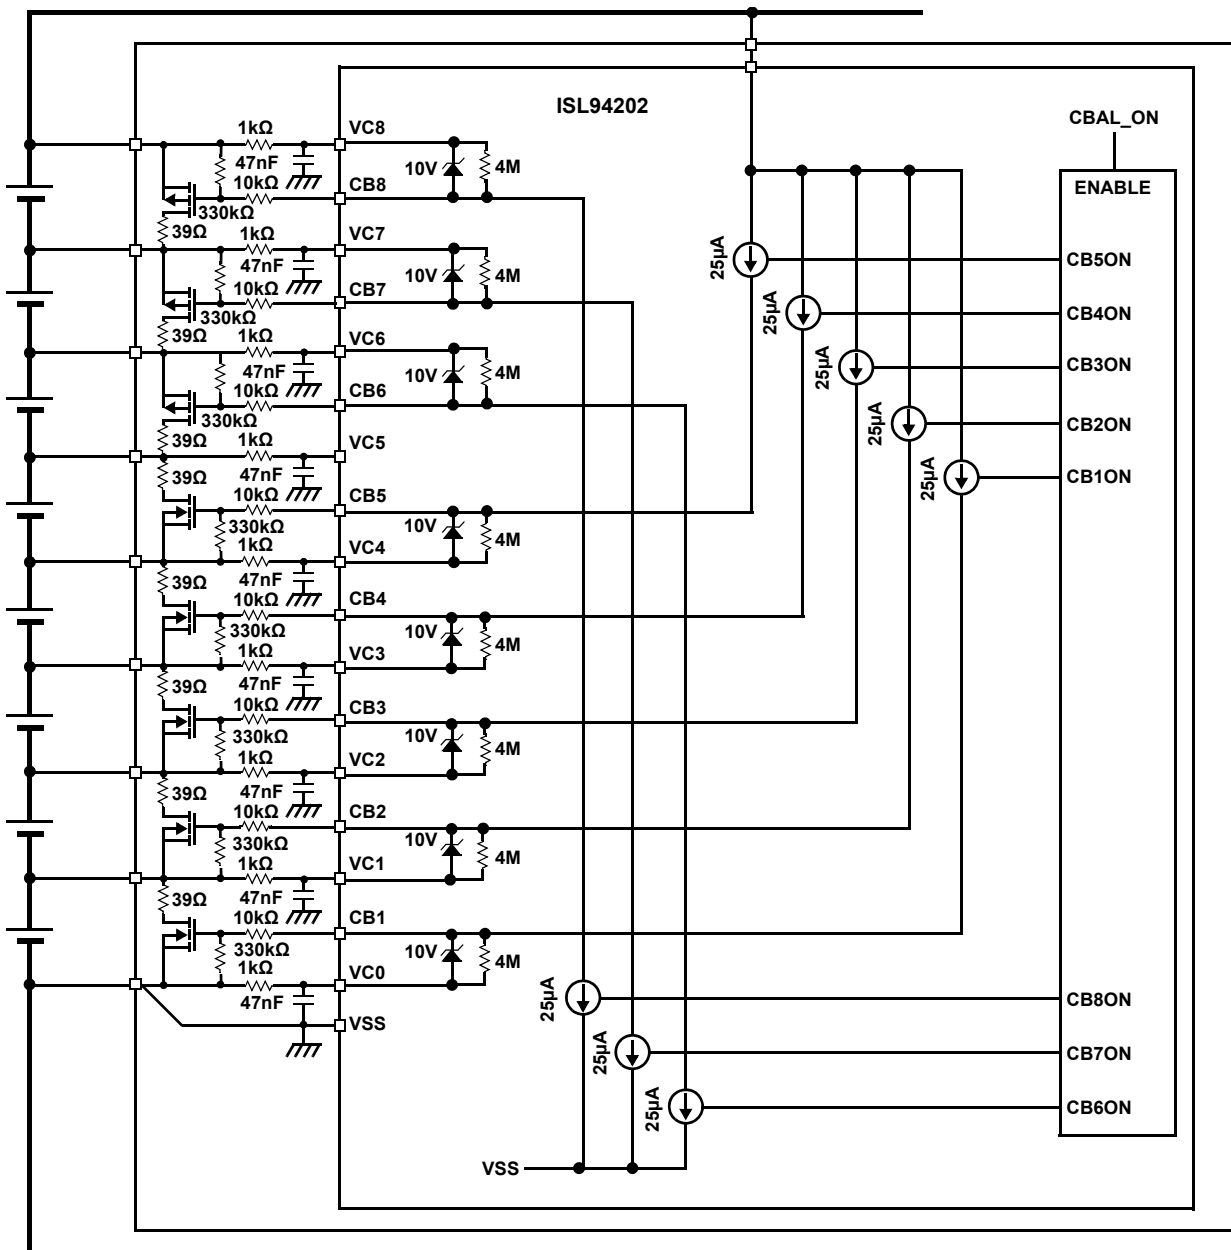 ISL94202
CBAL_ON
ENABLE
1kΩ
VC8
47nF
10V
4M
10kΩ
CB8
330kΩ
39Ω
1kΩ
VC7
47nF
10V
4M
10kΩ
CB7
330kΩ
39Ω
1kΩ
VC6
47nF
10V
4M
10kΩ
CB6
330kΩ
39Ω
1kΩ
VC5
39Ω
47nF
10kΩ
CB5
10V
4M
330kΩ
1kΩ
VC4
39Ω
47nF
10kΩ
CB4
10V
4M
330kΩ
1kΩ
VC3
39Ω
47nF
10kΩ
CB3
10V
4M
330kΩ
1kΩ
VC2
39Ω
47nF
10kΩ
CB2
10V
4M
330kΩ
1kΩ
VC1
39Ω
47nF
10kΩ
CB1
10V
4M
330kΩ
1kΩ
VC0
47nF
VSS
25µA
CB5ON
25µA
CB4ON
25µA
CB3ON
25µA
CB2ON
25µA
CB1ON
25µA
CB8ON
25µA
CB7ON
25µA
CB6ON
VSS